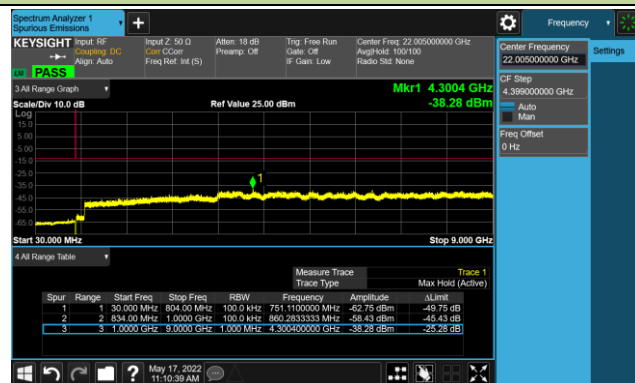 Spectrum Analyzer 1
Spurious Emissions
Frequency
KEYSIGHT Input: RF Input Z: 50 Ω Atten: 18 dB Trig: Free Run Center Freq: 22.005000000 GHz
Coupling: DC Corr CCorr Preamp: Off Gate: Off Avg|Hold: 100/100
Align: Auto Freq Ref: Int (S) IF Gain: Low Radio Std: None
PASS
Center Frequency
22.005000000 GHz
Settings
CF Step
4.399000000 GHz
Auto
Man
Freq Offset
0 Hz
3 All Range Graph
Mkr1 4.3004 GHz
Scale/Div 10.0 dB Ref Value 25.00 dBm -38.28 dBm
Log
15.0
5.00
-5.00
-15.0
-25.0
-35.0
-45.0
-55.0
-65.0
1
Start 30.000 MHz Stop 9.000 GHz
4 All Range Table
Measure Trace Trace 1
Trace Type Max Hold (Active)
Spur Range Start Freq Stop Freq RBW Frequency Amplitude ΔLimit
1 1 30.000 MHz 804.00 MHz 100.0 kHz 751.1100000 MHz -62.75 dBm -49.75 dB
2 2 834.00 MHz 1.0000 GHz 100.0 kHz 860.2833333 MHz -58.43 dBm -45.43 dB
3 3 1.0000 GHz 9.0000 GHz 1.000 MHz 4.300400000 GHz -38.28 dBm -25.28 dB
May 17, 2022
11:10:39 AM